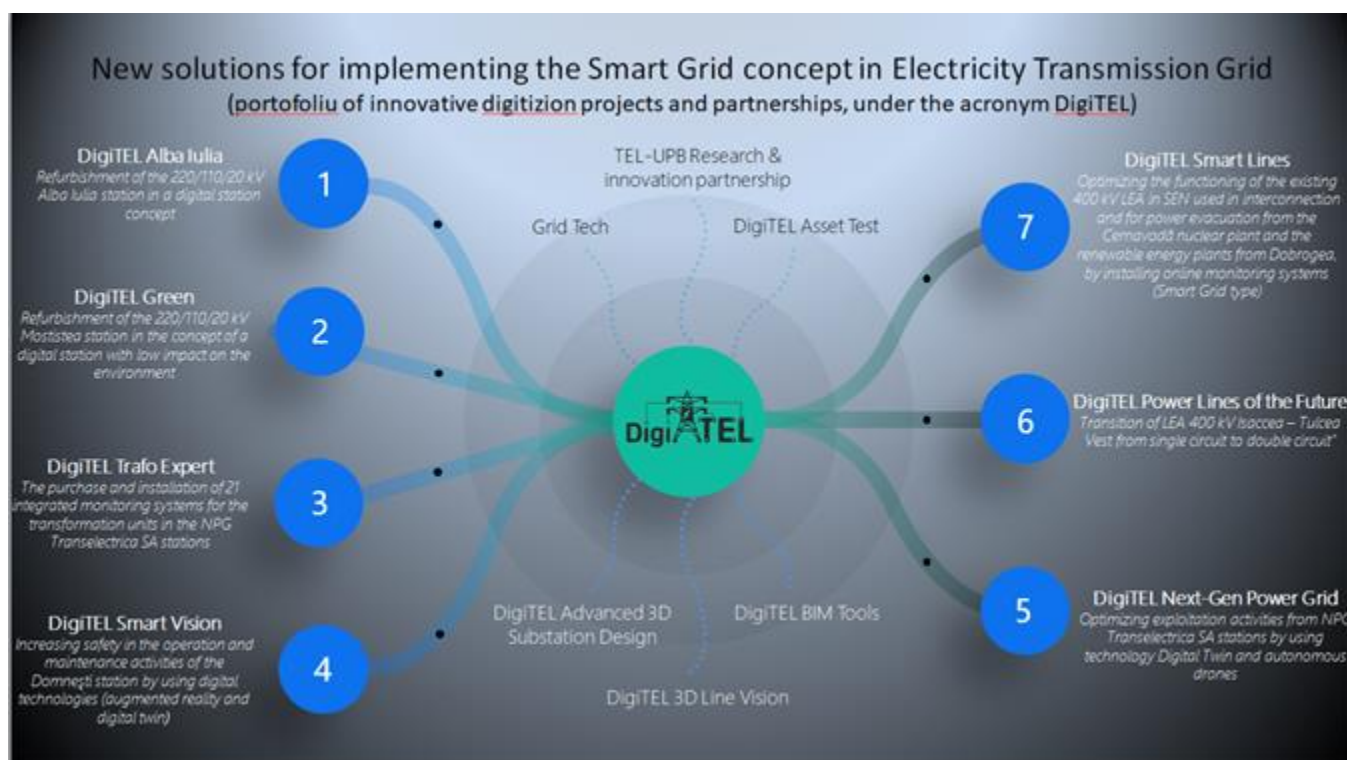 New solutions for implementing the Smart Grid concept in Electricity Transmission Grid
(portofoliu of innovative digitizion projects and partnerships, under the acronym DigiTEL)
DigiTEL Alba Iulia
Refurbishment of the 220/110/20 kV
Alba Iulia station in a digital station
concept
1
DigiTEL Green
Refurbishment of the 220/110/20 kV
Mostistea station in the concept of a
digital station with low impact on the
environment
2
DigiTEL Trafo Expert
The purchase and installation of 21
integrated monitoring systems for the
transformation units in the NPG
Transelectrica SA stations
3
DigiTEL Smart Vision
Increasing safety in the operation and
maintenance activities of the
Domnești station by using digital
technologies (augmented reality and
digital twin)
4
TEL-UPB Research &
innovation partnership
Grid Tech
DigiTEL Asset Test
DigiTEL
DigiTEL Advanced 3D
Substation Design
DigiTEL BIM Tools
DigiTEL 3D Line Vision
DigiTEL Smart Lines
Optimizing the functioning of the existing
400 kV LEA in SEN used in interconnection
and for power evacuation from the
Cernavodă nuclear plant and the
renewable energy plants from Dobrogea,
by installing online monitoring systems
(Smart Grid type)
7
DigiTEL Power Lines of the Future
Transition of LEA 400 kV Isaccea – Tulcea
Vest from single circuit to double circuit"
6
DigiTEL Next-Gen Power Grid
Optimizing exploitation activities from NPG
Transelectrica SA stations by using
technology Digital Twin and autonomous
drones
5